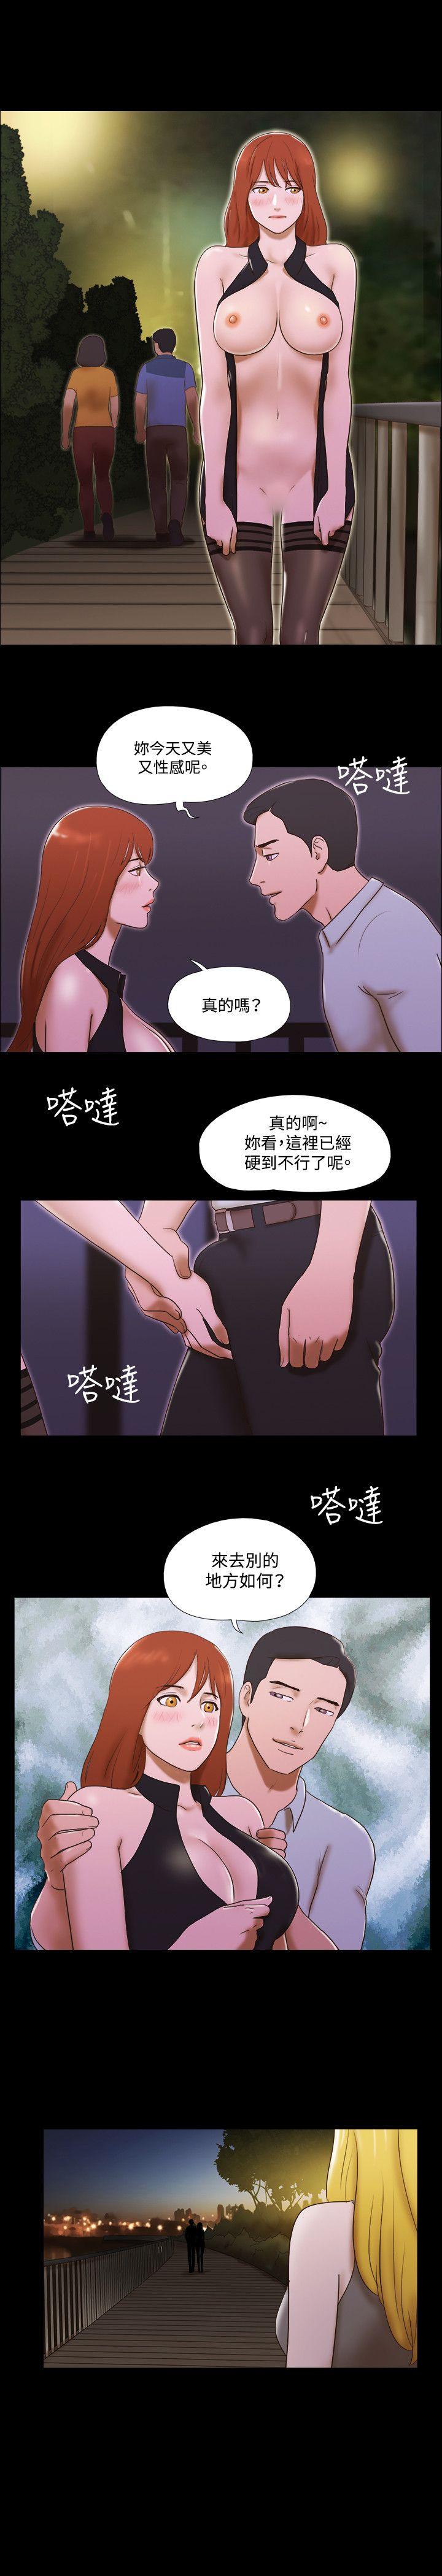 妳今天又美
又性感呢。
嗒噠
真的嗎？
嗒噠
真的啊~
妳看,這裡已經
硬到不行了呢。
嗒噠
嗒噠
來去別的
地方如何？